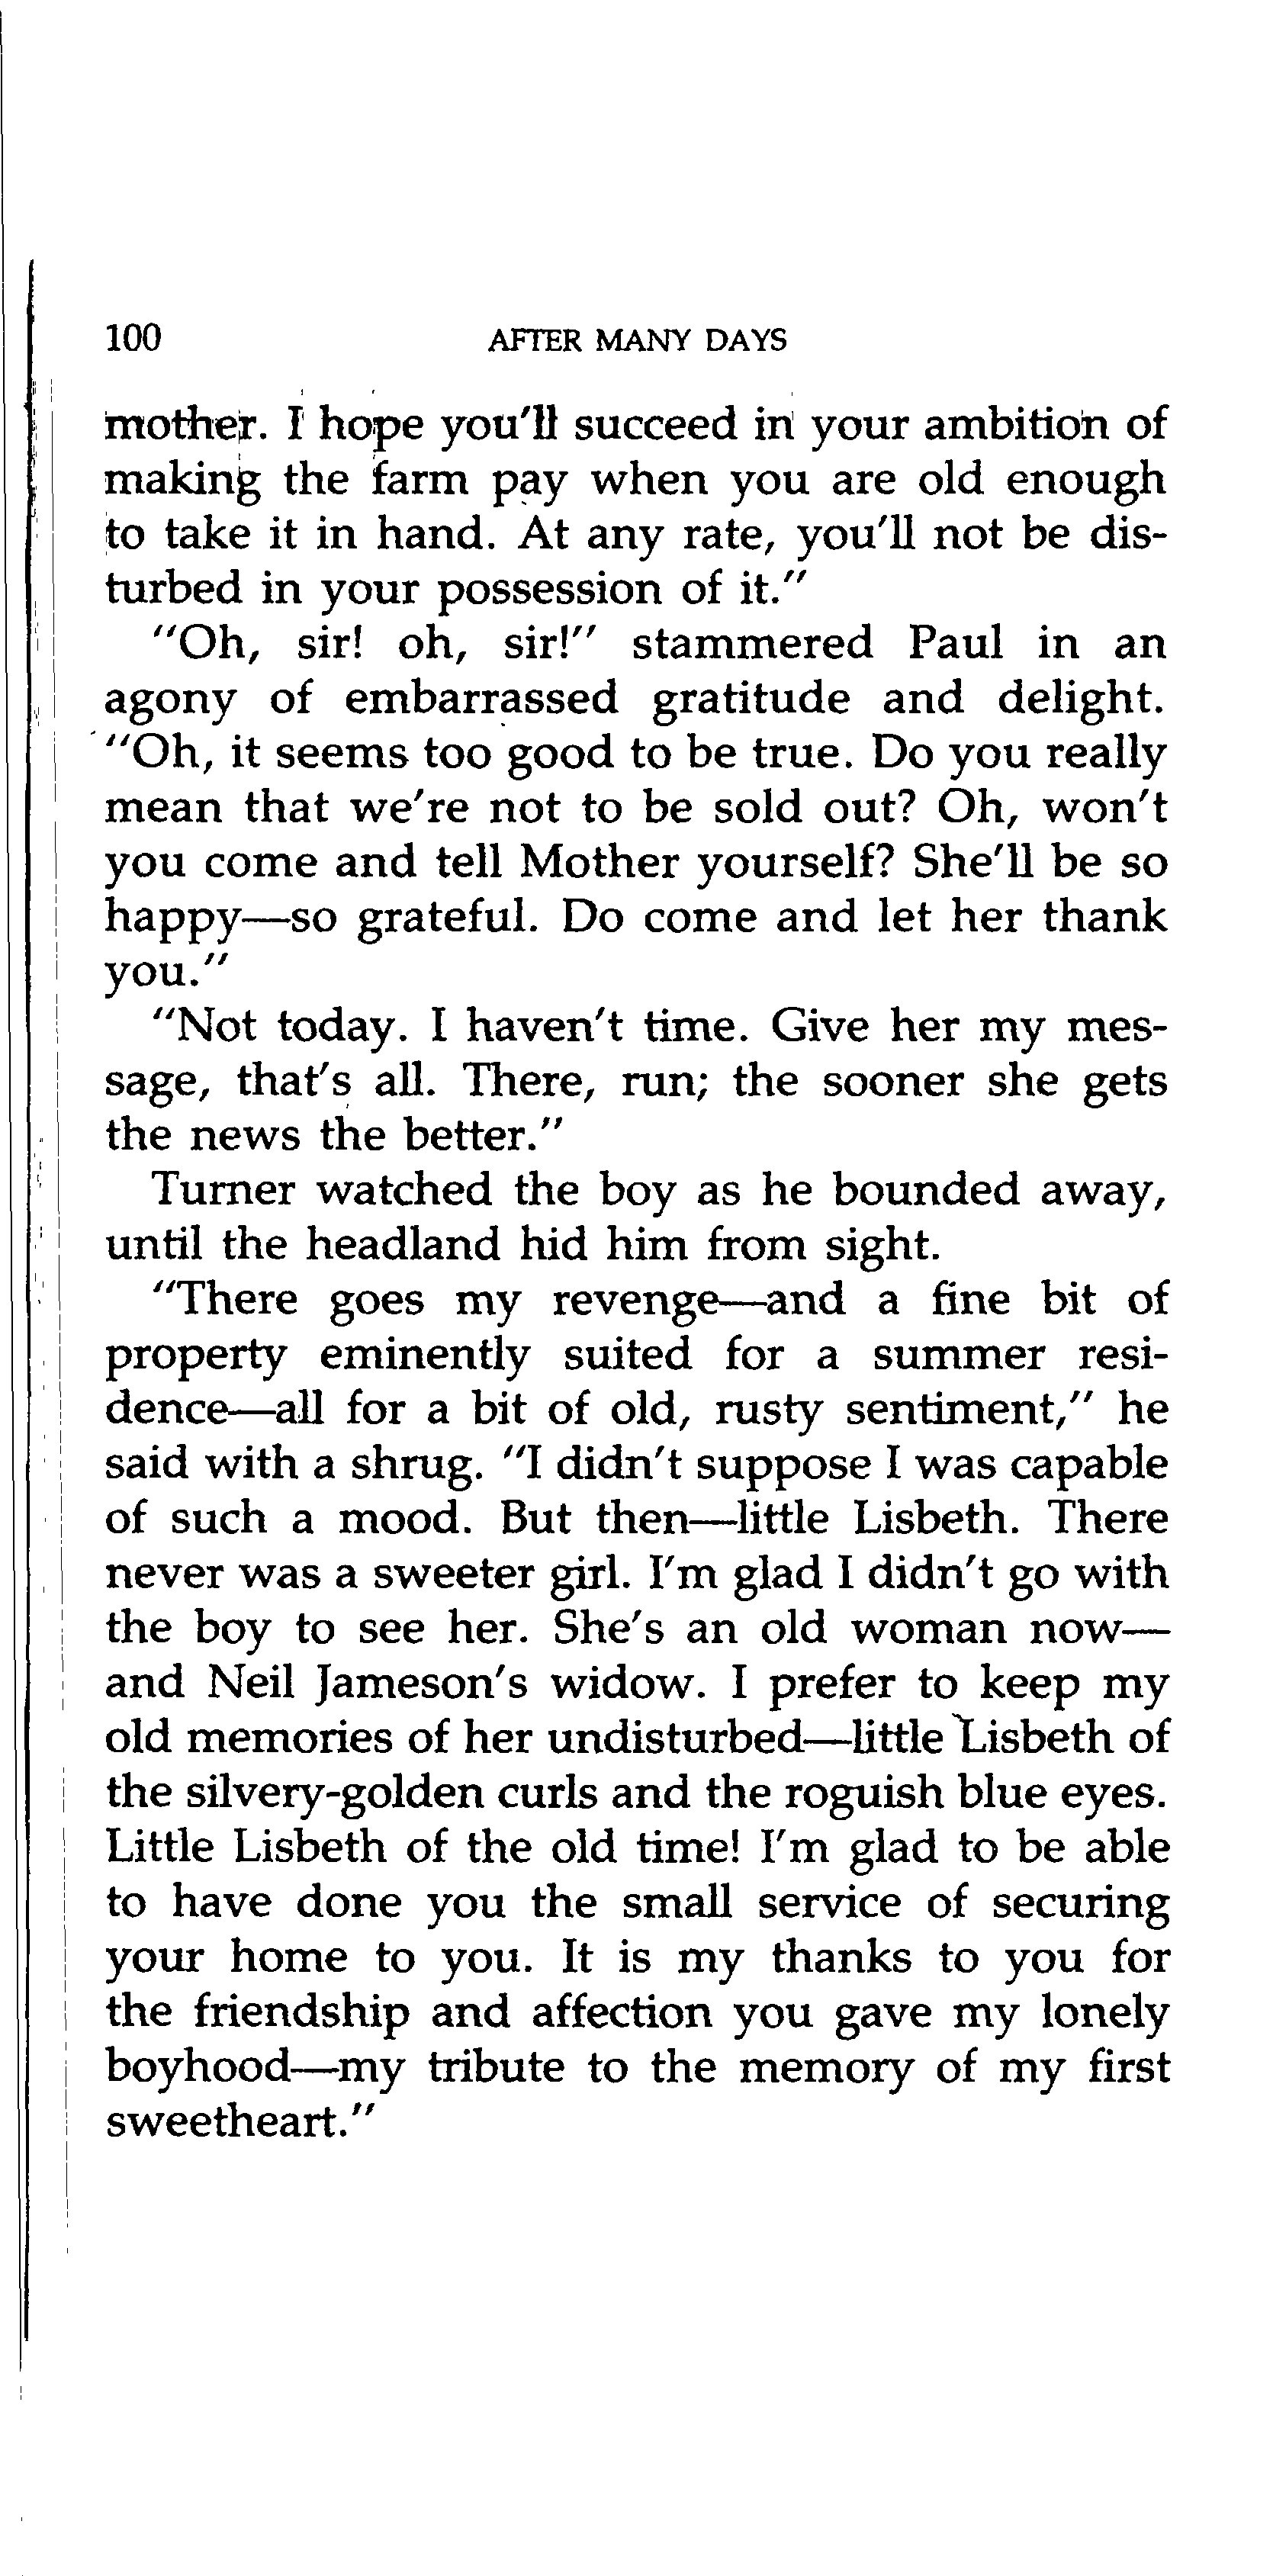 100 AFTER MANY DAYS
mother. I hope you'll succeed in your ambition of
making the farm pay when you are old enough
to take it in hand. At any rate, you'll not be dis-
turbed in your possession of it."
"Oh, sir! oh, sir!" stammered Paul in an
agony of embarrassed gratitude and delight.
"Oh, it seems too good to be true. Do you really
mean that we're not to be sold out? Oh, won't
you come and tell Mother yourself? She'll be so
happy—so grateful. Do come and let her thank
you."
"Not today. I haven't time. Give her my mes-
sage, that's all. There, run; the sooner she gets
the news the better."
Turner watched the boy as he bounded away,
until the headland hid him from sight.
"There goes my revenge—and a fine bit of
property eminently suited for a summer resi-
dence—all for a bit of old, rusty sentiment," he
said with a shrug. "I didn't suppose I was capable
of such a mood. But then—little Lisbeth. There
never was a sweeter girl. I'm glad I didn't go with
the boy to see her. She's an old woman now—
and Neil Jameson's widow. I prefer to keep my
old memories of her undisturbed—little Lisbeth of
the silvery-golden curls and the roguish blue eyes.
Little Lisbeth of the old time! I'm glad to be able
to have done you the small service of securing
your home to you. It is my thanks to you for
the friendship and affection you gave my lonely
boyhood—my tribute to the memory of my first
sweetheart."